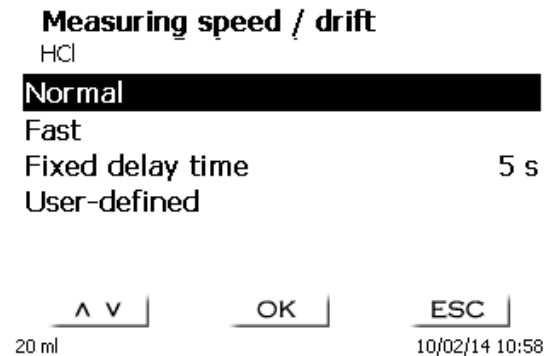 Measuring speed / drift
HCl
Normal
Fast
Fixed delay time 5 s
User-defined
∧ ∨ OK ESC
20 ml 10/02/14 10:58